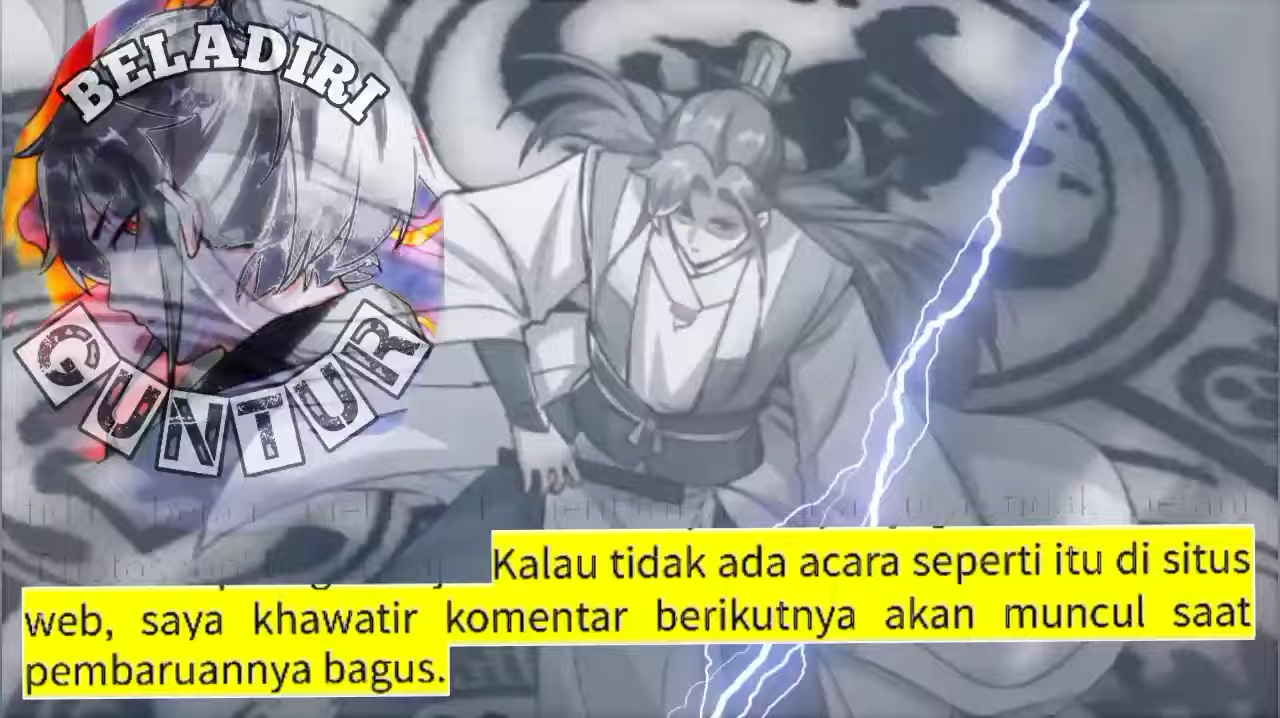 BELADIRI
GUNTUR
Kalau tidak ada acara seperti itu di situs
web, saya khawatir komentar berikutnya akan muncul saat
pembaruannya bagus.